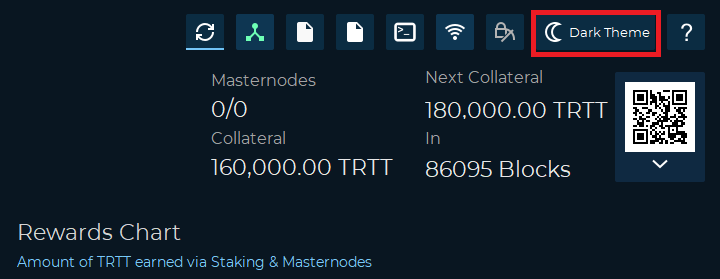 Dark Theme
?
Masternodes
0/0
Collateral
160,000.00 TRTT
Next Collateral
180,000.00 TRTT
In
86095 Blocks
Rewards Chart
Amount of TRTT earned via Staking & Masternodes